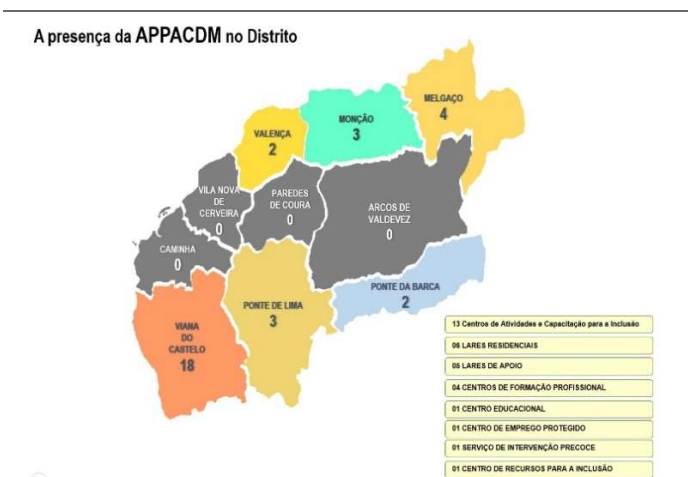 A presença da APPACDM no Distrito
MELGAÇO
4
MONÇÃO
3
VALENÇA
2
VILA NOVA
DE
CERVEIRA
0
PAREDES
DE COURA
0
ARCOS DE
VALDEVEZ
0
CAMINHA
0
PONTE DA BARCA
2
PONTE DE LIMA
3
VIANA
DO
CASTELO
18
13 Centros de Atividades e Capacitação para a Inclusão
08 LARES RESIDENCIAIS
05 LARES DE APOIO
04 CENTROS DE FORMAÇÃO PROFISSIONAL
01 CENTRO EDUCACIONAL
01 CENTRO DE EMPREGO PROTEGIDO
01 SERVIÇO DE INTERVENÇÃO PRECOCE
01 CENTRO DE RECURSOS PARA A INCLUSÃO